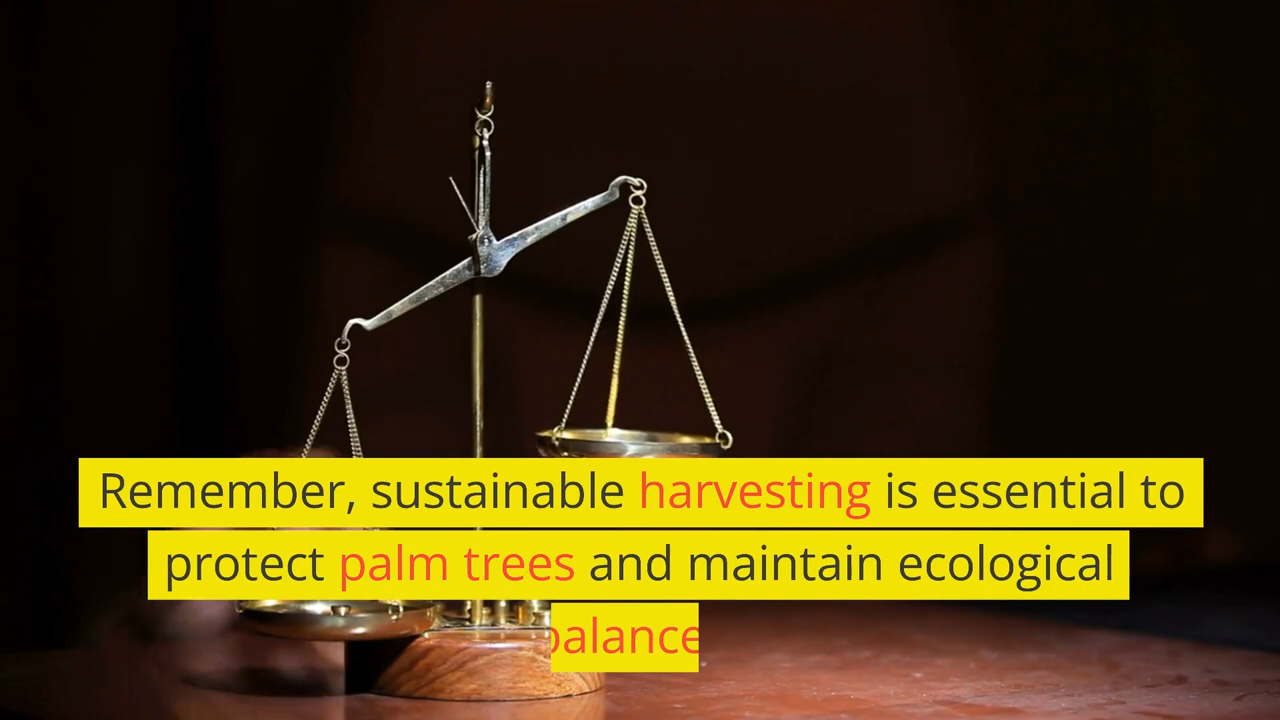 Remember, sustainable harvesting is essential to
protect palm trees and maintain ecological
balance